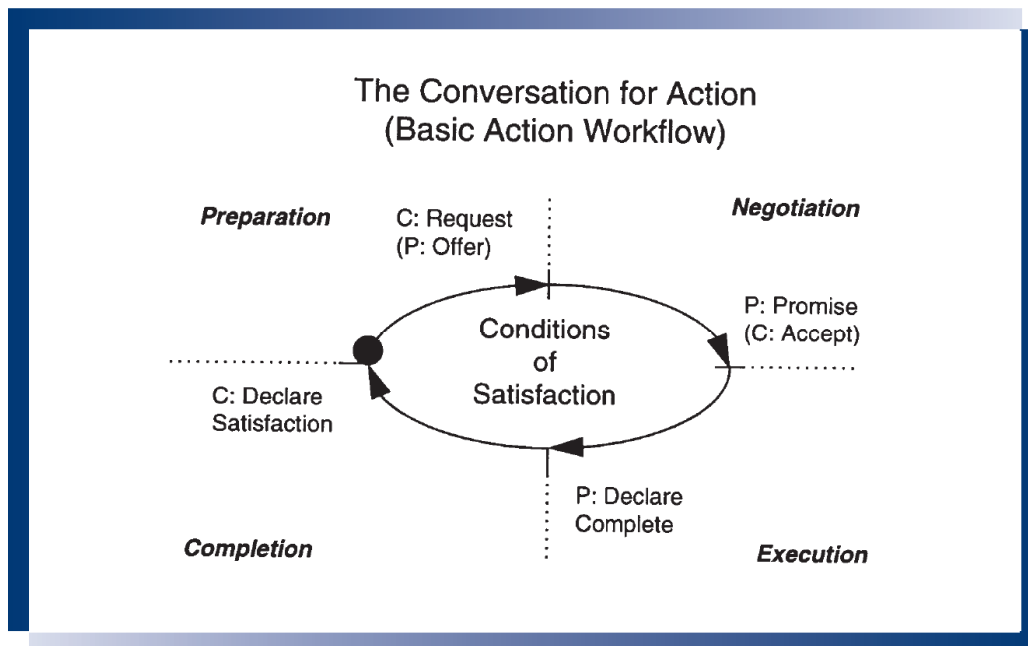 The Conversation for Action
(Basic Action Workflow)
Preparation
C: Request
(P: Offer)
Negotiation
P: Promise
(C: Accept)
Conditions
of
Satisfaction
C: Declare
Satisfaction
P: Declare
Complete
Completion
Execution